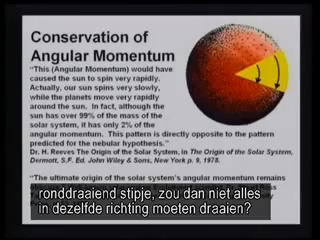 Conservation of
Angular Momentum
"This (Angular Momentum) would have
caused the sun to spin very rapidly.
Actually, our sun spins very slowly,
while the planets move very rapidly
around the sun. In fact, although the
sun has over 99% of the mass of the
solar system, it has only 2% of the
angular momentum. This pattern is directly opposite to the pattern
predicted for the nebular hypothesis."
Dr. H. Reeves The Origin of the Solar System, in The Origin of the Solar System,
Dermott, S.F. Ed. John Wiley & Sons, New York p. 9, 1978.
"The ultimate origin of the solar system's angular momentum remains
ronddraaiend stipje, zou dan niet alles
in dezelfde richting moeten draaien?